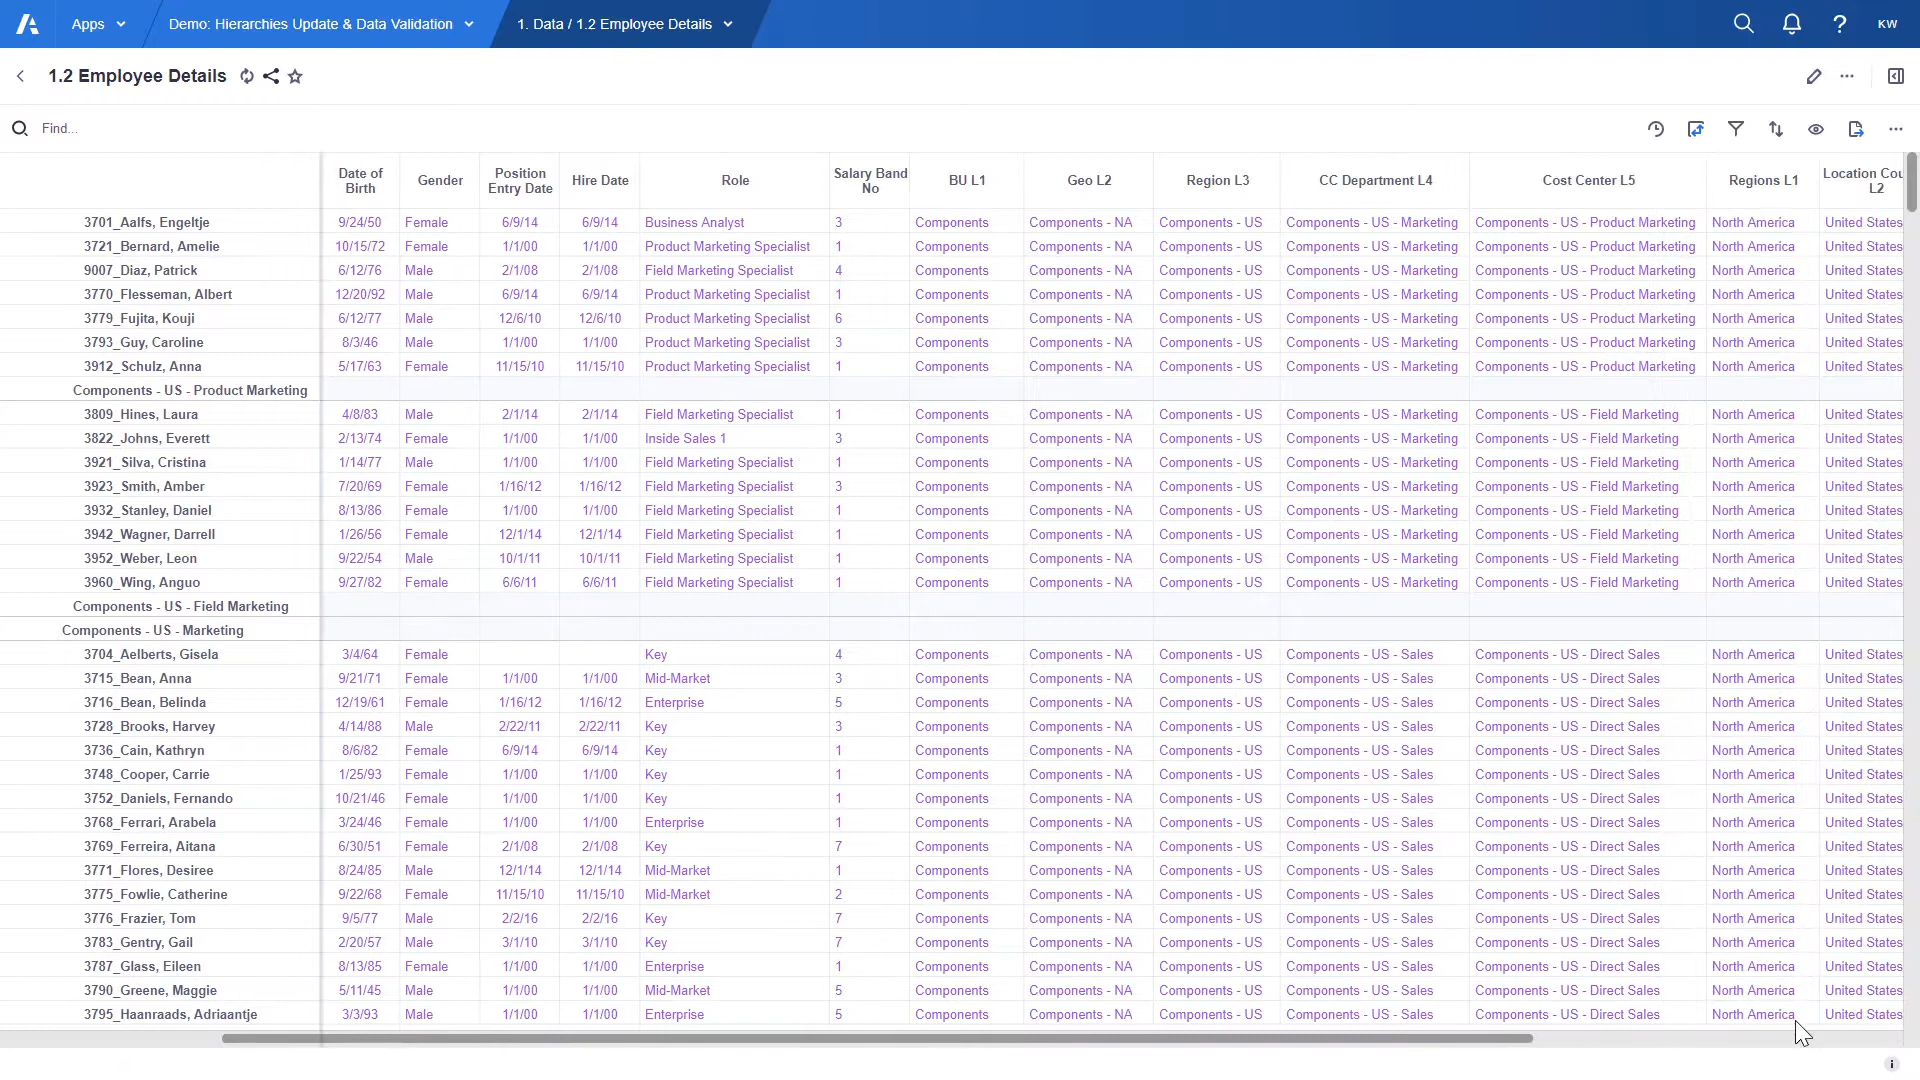 Apps Demo: Hierarchies Update & Data Validation 1. Data / 1.2 Employee Details KW
1.2 Employee Details
Find...
Date of Birth Gender Position Entry Date Hire Date Role Salary Band No BU L1 Geo L2 Region L3 CC Department L4 Cost Center L5 Regions L1 Location Cou L2
3701_Aalfs, Engeltje 9/24/50 Female 6/9/14 6/9/14 Business Analyst 3 Components Components - NA Components - US Components - US - Marketing Components - US - Product Marketing North America United States
3721_Bernard, Amelie 10/15/72 Female 1/1/00 1/1/00 Product Marketing Specialist 1 Components Components - NA Components - US Components - US - Marketing Components - US - Product Marketing North America United States
9007_Diaz, Patrick 6/12/76 Male 2/1/08 2/1/08 Field Marketing Specialist 4 Components Components - NA Components - US Components - US - Marketing Components - US - Product Marketing North America United States
3770_Flesseman, Albert 12/20/92 Male 6/9/14 6/9/14 Product Marketing Specialist 1 Components Components - NA Components - US Components - US - Marketing Components - US - Product Marketing North America United States
3779_Fujita, Kouji 6/12/77 Male 12/6/10 12/6/10 Product Marketing Specialist 6 Components Components - NA Components - US Components - US - Marketing Components - US - Product Marketing North America United States
3793_Guy, Caroline 8/3/46 Male 1/1/00 1/1/00 Product Marketing Specialist 3 Components Components - NA Components - US Components - US - Marketing Components - US - Product Marketing North America United States
3912_Schulz, Anna 5/17/63 Female 11/15/10 11/15/10 Product Marketing Specialist 1 Components Components - NA Components - US Components - US - Marketing Components - US - Product Marketing North America United States
Components - US - Product Marketing
3809_Hines, Laura 4/8/83 Male 2/1/14 2/1/14 Field Marketing Specialist 1 Components Components - NA Components - US Components - US - Marketing Components - US - Field Marketing North America United States
3822_Johns, Everett 2/13/74 Female 1/1/00 1/1/00 Inside Sales 1 3 Components Components - NA Components - US Components - US - Marketing Components - US - Field Marketing North America United States
3921_Silva, Cristina 1/14/77 Male 1/1/00 1/1/00 Field Marketing Specialist 1 Components Components - NA Components - US Components - US - Marketing Components - US - Field Marketing North America United States
3923_Smith, Amber 7/20/69 Female 1/16/12 1/16/12 Field Marketing Specialist 3 Components Components - NA Components - US Components - US - Marketing Components - US - Field Marketing North America United States
3932_Stanley, Daniel 8/13/86 Female 1/1/00 1/1/00 Field Marketing Specialist 1 Components Components - NA Components - US Components - US - Marketing Components - US - Field Marketing North America United States
3942_Wagner, Darrell 1/26/56 Female 12/1/14 12/1/14 Field Marketing Specialist 1 Components Components - NA Components - US Components - US - Marketing Components - US - Field Marketing North America United States
3952_Weber, Leon 9/22/54 Male 10/1/11 10/1/11 Field Marketing Specialist 1 Components Components - NA Components - US Components - US - Marketing Components - US - Field Marketing North America United States
3960_Wing, Anguo 9/27/82 Female 6/6/11 6/6/11 Field Marketing Specialist 1 Components Components - NA Components - US Components - US - Marketing Components - US - Field Marketing North America United States
Components - US - Field Marketing
Components - US - Marketing
3704_Aelberts, Gisela 3/4/64 Female Key 4 Components Components - NA Components - US Components - US - Sales Components - US - Direct Sales North America United States
3715_Bean, Anna 9/21/71 Female 1/1/00 1/1/00 Mid-Market 3 Components Components - NA Components - US Components - US - Sales Components - US - Direct Sales North America United States
3716_Bean, Belinda 12/19/61 Female 1/16/12 1/16/12 Enterprise 5 Components Components - NA Components - US Components - US - Sales Components - US - Direct Sales North America United States
3728_Brooks, Harvey 4/14/88 Male 2/22/11 2/22/11 Key 3 Components Components - NA Components - US Components - US - Sales Components - US - Direct Sales North America United States
3736_Cain, Kathryn 8/6/82 Female 6/9/14 6/9/14 Key 1 Components Components - NA Components - US Components - US - Sales Components - US - Direct Sales North America United States
3748_Cooper, Carrie 1/25/93 Female 1/1/00 1/1/00 Key 1 Components Components - NA Components - US Components - US - Sales Components - US - Direct Sales North America United States
3752_Daniels, Fernando 10/21/46 Female 1/1/00 1/1/00 Key 1 Components Components - NA Components - US Components - US - Sales Components - US - Direct Sales North America United States
3768_Ferrari, Arabela 3/24/46 Female 1/1/00 1/1/00 Enterprise 1 Components Components - NA Components - US Components - US - Sales Components - US - Direct Sales North America United States
3769_Ferreira, Aitana 6/30/51 Female 2/1/08 2/1/08 Key 7 Components Components - NA Components - US Components - US - Sales Components - US - Direct Sales North America United States
3771_Flores, Desiree 8/24/85 Male 12/1/14 12/1/14 Mid-Market 1 Components Components - NA Components - US Components - US - Sales Components - US - Direct Sales North America United States
3775_Fowlie, Catherine 9/22/68 Female 11/15/10 11/15/10 Mid-Market 2 Components Components - NA Components - US Components - US - Sales Components - US - Direct Sales North America United States
3776_Frazier, Tom 9/5/77 Male 2/2/16 2/2/16 Key 7 Components Components - NA Components - US Components - US - Sales Components - US - Direct Sales North America United States
3783_Gentry, Gail 2/20/57 Male 3/1/10 3/1/10 Key 7 Components Components - NA Components - US Components - US - Sales Components - US - Direct Sales North America United States
3787_Glass, Eileen 8/13/85 Female 1/1/00 1/1/00 Enterprise 1 Components Components - NA Components - US Components - US - Sales Components - US - Direct Sales North America United States
3790_Greene, Maggie 5/11/45 Male 1/1/00 1/1/00 Mid-Market 5 Components Components - NA Components - US Components - US - Sales Components - US - Direct Sales North America United States
3795_Haanraads, Adriaantje 3/3/93 Male 1/1/00 1/1/00 Enterprise 5 Components Components - NA Components - US Components - US - Sales Components - US - Direct Sales North America United States